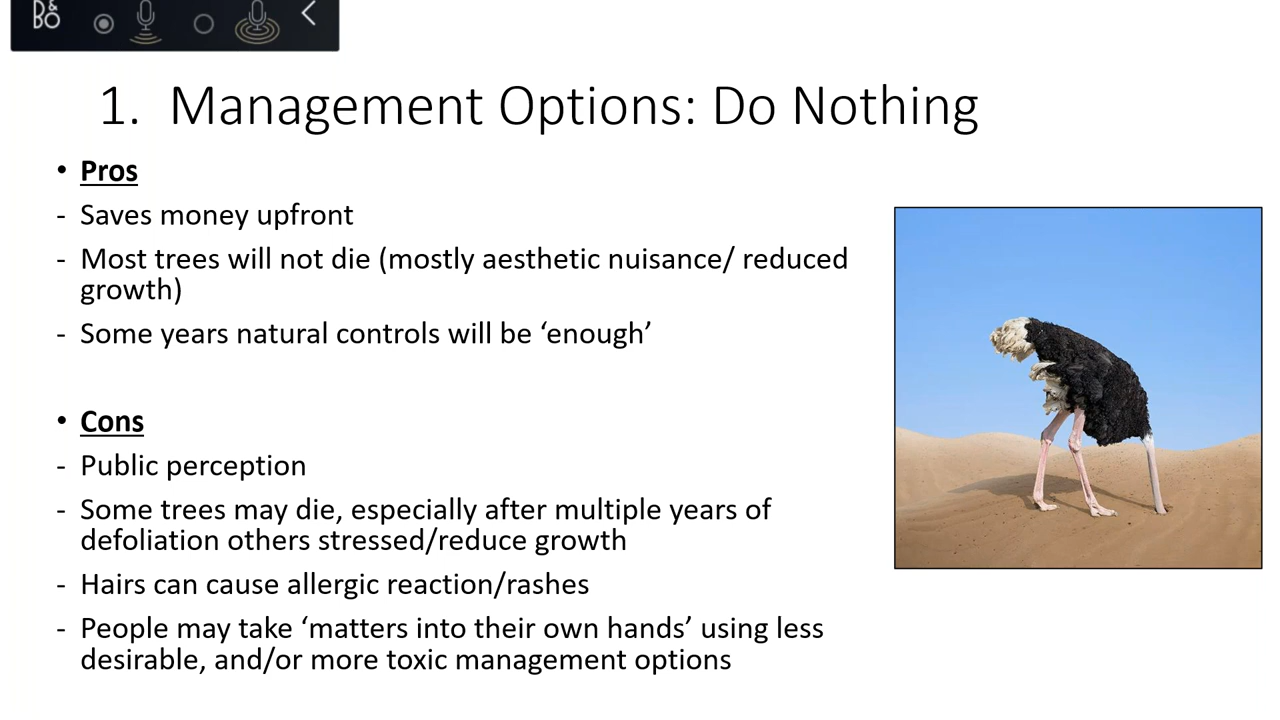 B&O
1. Management Options: Do Nothing
• Pros
- Saves money upfront
- Most trees will not die (mostly aesthetic nuisance/ reduced
growth)
- Some years natural controls will be ‘enough’
• Cons
- Public perception
- Some trees may die, especially after multiple years of
defoliation others stressed/reduce growth
- Hairs can cause allergic reaction/rashes
- People may take ‘matters into their own hands’ using less
desirable, and/or more toxic management options